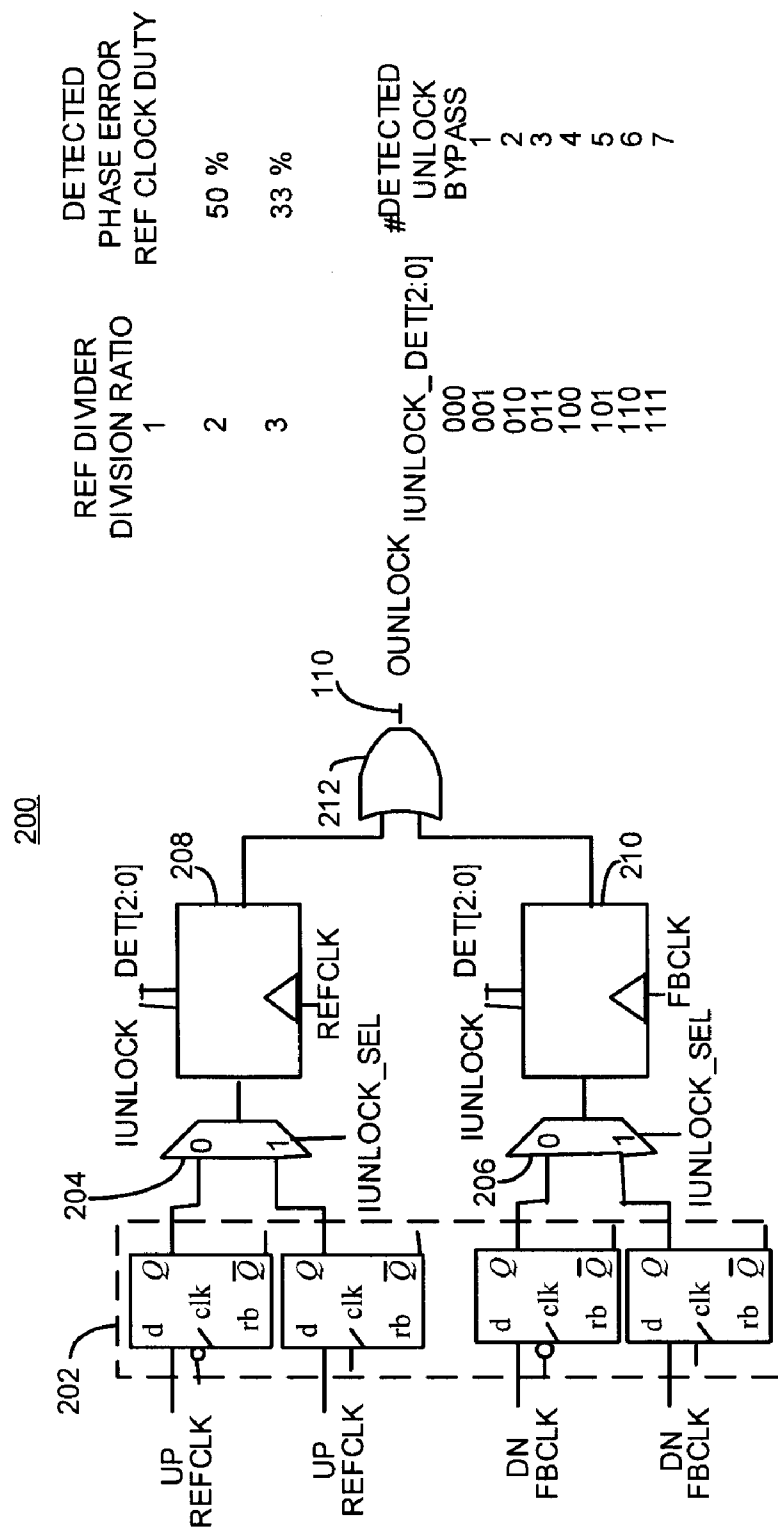 200
202
UP
REFCLK
d
Q
clk
rb
Q̅
UP
REFCLK
d
Q
clk
rb
Q̅
DN
FBCLK
d
Q
clk
rb
Q̅
DN
FBCLK
d
Q
clk
rb
Q̅
204
0
1
IUNLOCK_SEL
206
0
1
IUNLOCK_SEL
IUNLOCK DET[2:0]
208
REFCLK
IUNLOCK DET[2:0]
210
FBCLK
212
110
OUNLOCK
REF DIVIDER
DIVISION RATIO
1
2
3
DETECTED
PHASE ERROR
REF CLOCK DUTY
50 %
33 %
IUNLOCK_DET[2:0]
000
001
010
011
100
101
110
111
#DETECTED
UNLOCK
BYPASS
1
2
3
4
5
6
7